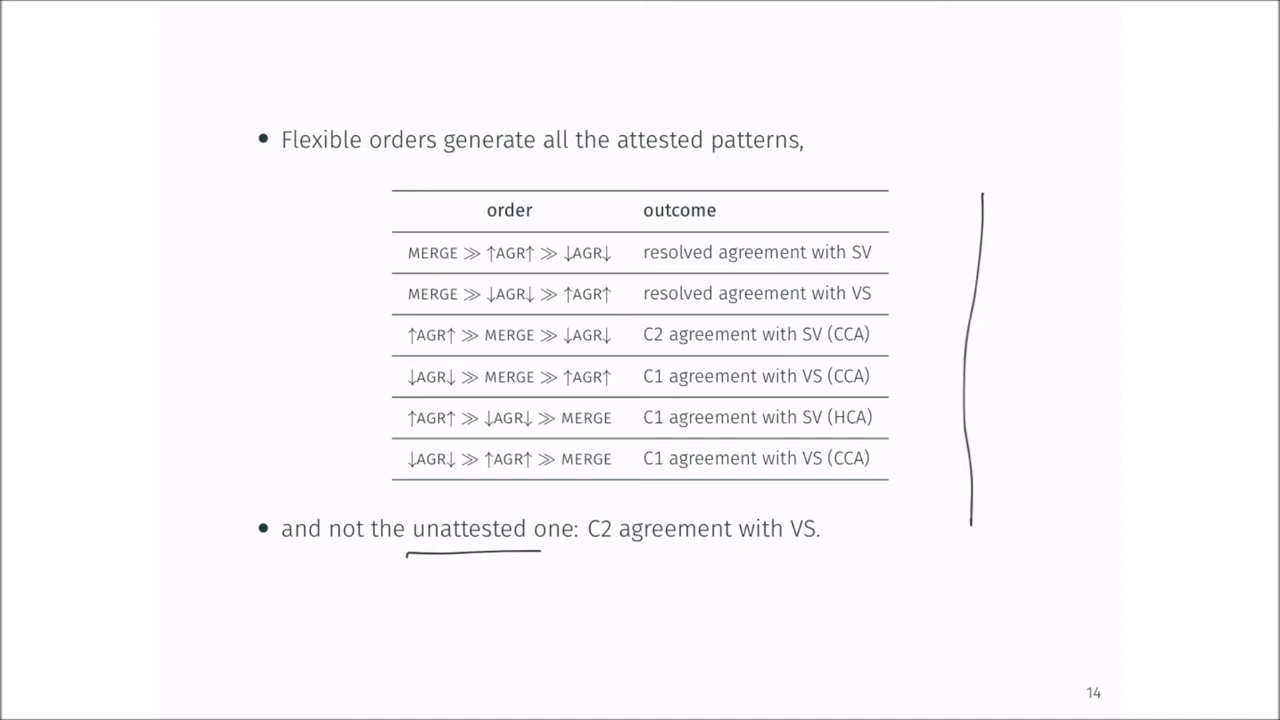 • Flexible orders generate all the attested patterns,
order outcome
MERGE ≫ ↑AGR↑ ≫ ↓AGR↓ resolved agreement with SV
MERGE ≫ ↓AGR↓ ≫ ↑AGR↑ resolved agreement with VS
↑AGR↑ ≫ MERGE ≫ ↓AGR↓ C2 agreement with SV (CCA)
↓AGR↓ ≫ MERGE ≫ ↑AGR↑ C1 agreement with VS (CCA)
↑AGR↑ ≫ ↓AGR↓ ≫ MERGE C1 agreement with SV (HCA)
↓AGR↓ ≫ ↑AGR↑ ≫ MERGE C1 agreement with VS (CCA)
• and not the unattested one: C2 agreement with VS.
14